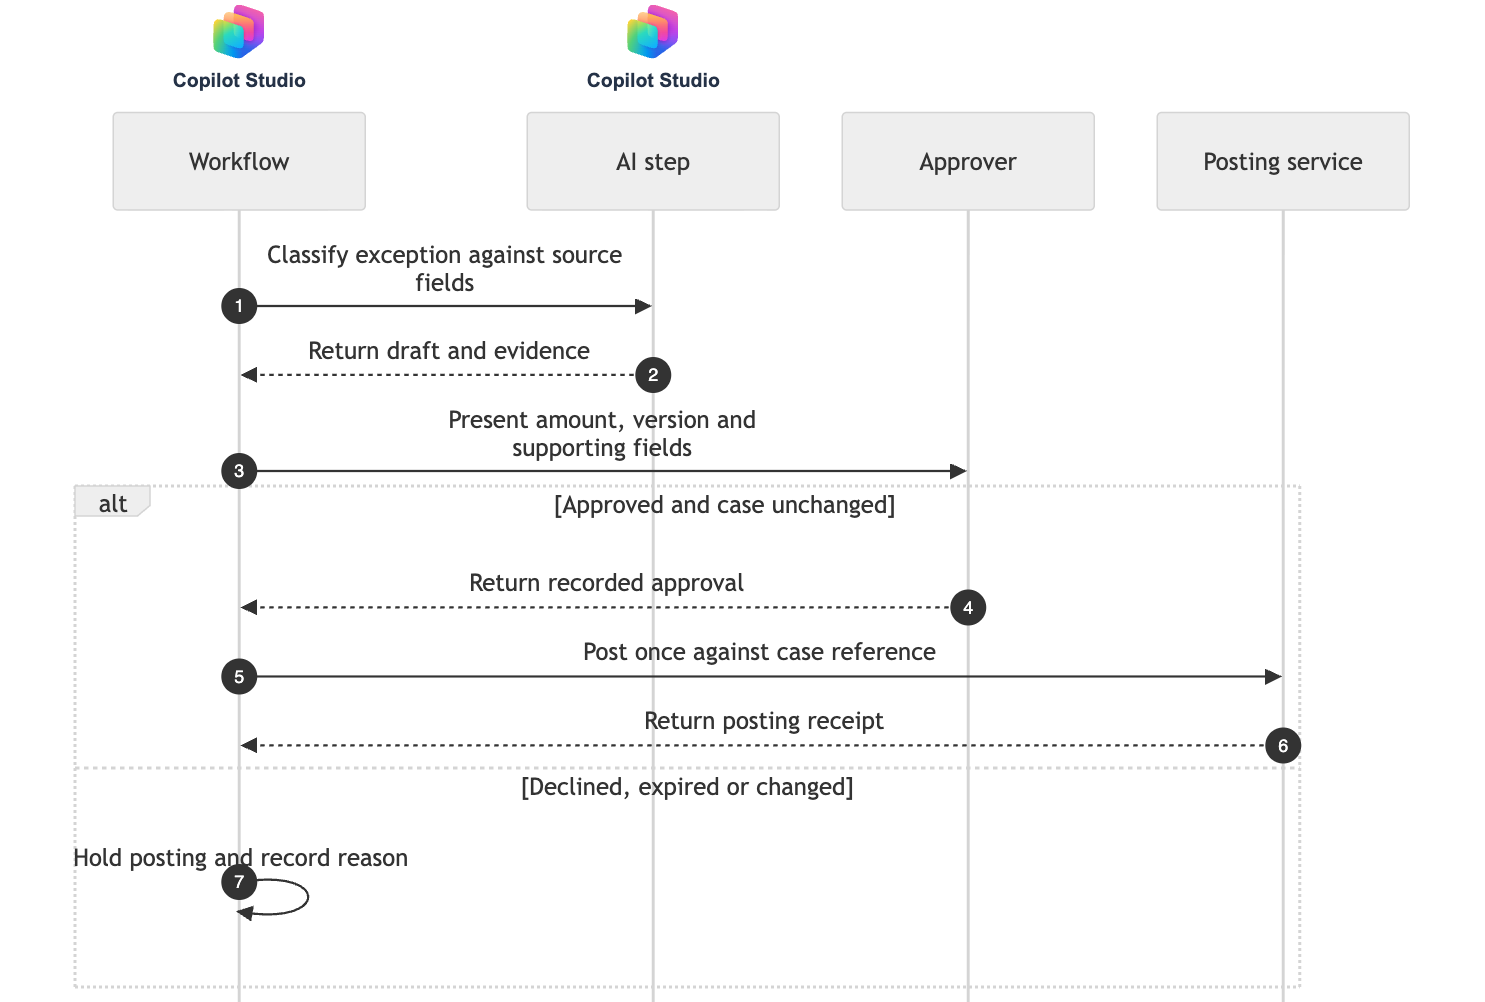 Copilot Studio
Copilot Studio
Workflow
AI step
Approver
Posting service
Classify exception against source
fields
1
Return draft and evidence
2
Present amount, version and
supporting fields
3
alt
[Approved and case unchanged]
Return recorded approval
4
Post once against case reference
5
Return posting receipt
6
[Declined, expired or changed]
Hold posting and record reason
7